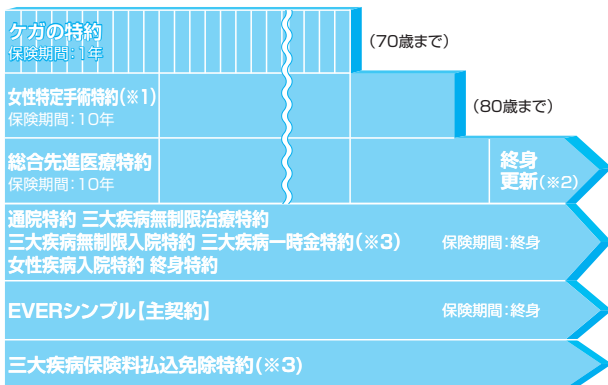 ケガの特約
保険期間:1年
(70歳まで)
女性特定手術特約(※1)
保険期間:10年
(80歳まで)
総合先進医療特約
保険期間:10年
終身
更新(※2)
通院特約 三大疾病無制限治療特約
三大疾病無制限入院特約 三大疾病一時金特約(※3)
女性疾病入院特約 終身特約
保険期間:終身
EVERシンプル【主契約】
保険期間:終身
三大疾病保険料払込免除特約(※3)